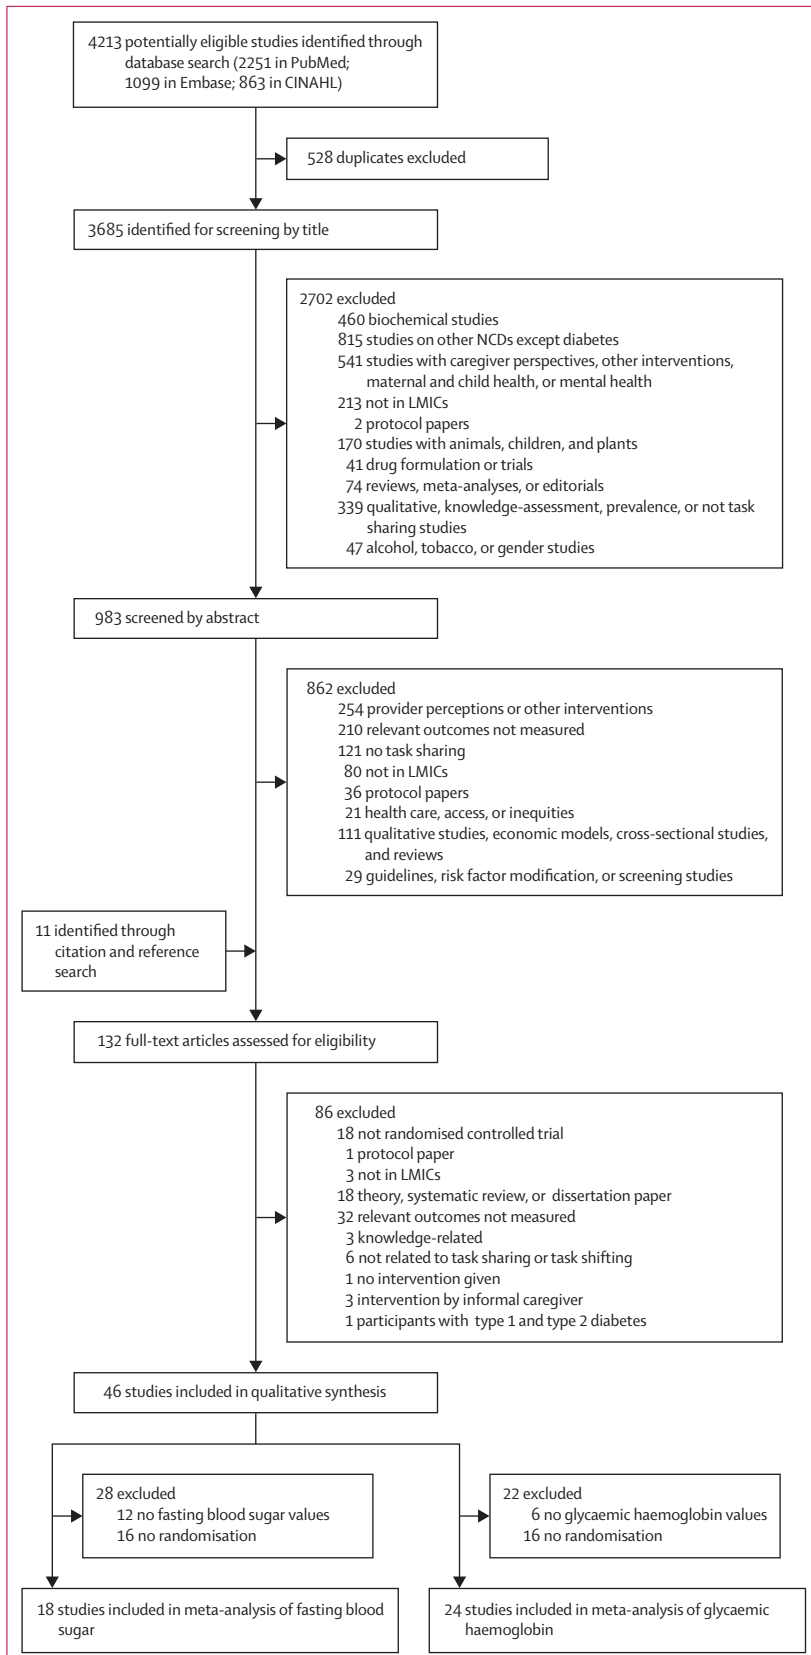 4213 potentially eligible studies identified through
database search (2251 in PubMed;
1099 in Embase; 863 in CINAHL)
528 duplicates excluded
3685 identified for screening by title
2702 excluded
460 biochemical studies
815 studies on other NCDs except diabetes
541 studies with caregiver perspectives, other interventions,
maternal and child health, or mental health
213 not in LMICs
2 protocol papers
170 studies with animals, children, and plants
41 drug formulation or trials
74 reviews, meta-analyses, or editorials
339 qualitative, knowledge-assessment, prevalence, or not task
sharing studies
47 alcohol, tobacco, or gender studies
983 screened by abstract
862 excluded
254 provider perceptions or other interventions
210 relevant outcomes not measured
121 no task sharing
80 not in LMICs
36 protocol papers
21 health care, access, or inequities
111 qualitative studies, economic models, cross-sectional studies,
and reviews
29 guidelines, risk factor modification, or screening studies
11 identified through
citation and reference
search
132 full-text articles assessed for eligibility
86 excluded
18 not randomised controlled trial
1 protocol paper
3 not in LMICs
18 theory, systematic review, or dissertation paper
32 relevant outcomes not measured
3 knowledge-related
6 not related to task sharing or task shifting
1 no intervention given
3 intervention by informal caregiver
1 participants with type 1 and type 2 diabetes
46 studies included in qualitative synthesis
28 excluded
12 no fasting blood sugar values
16 no randomisation
22 excluded
6 no glycaemic haemoglobin values
16 no randomisation
18 studies included in meta-analysis of fasting blood
sugar
24 studies included in meta-analysis of glycaemic
haemoglobin